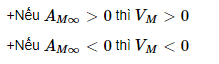 +Nếu A_{M∞} > 0 thì V_M > 0
+Nếu A_{M∞} < 0 thì V_M < 0